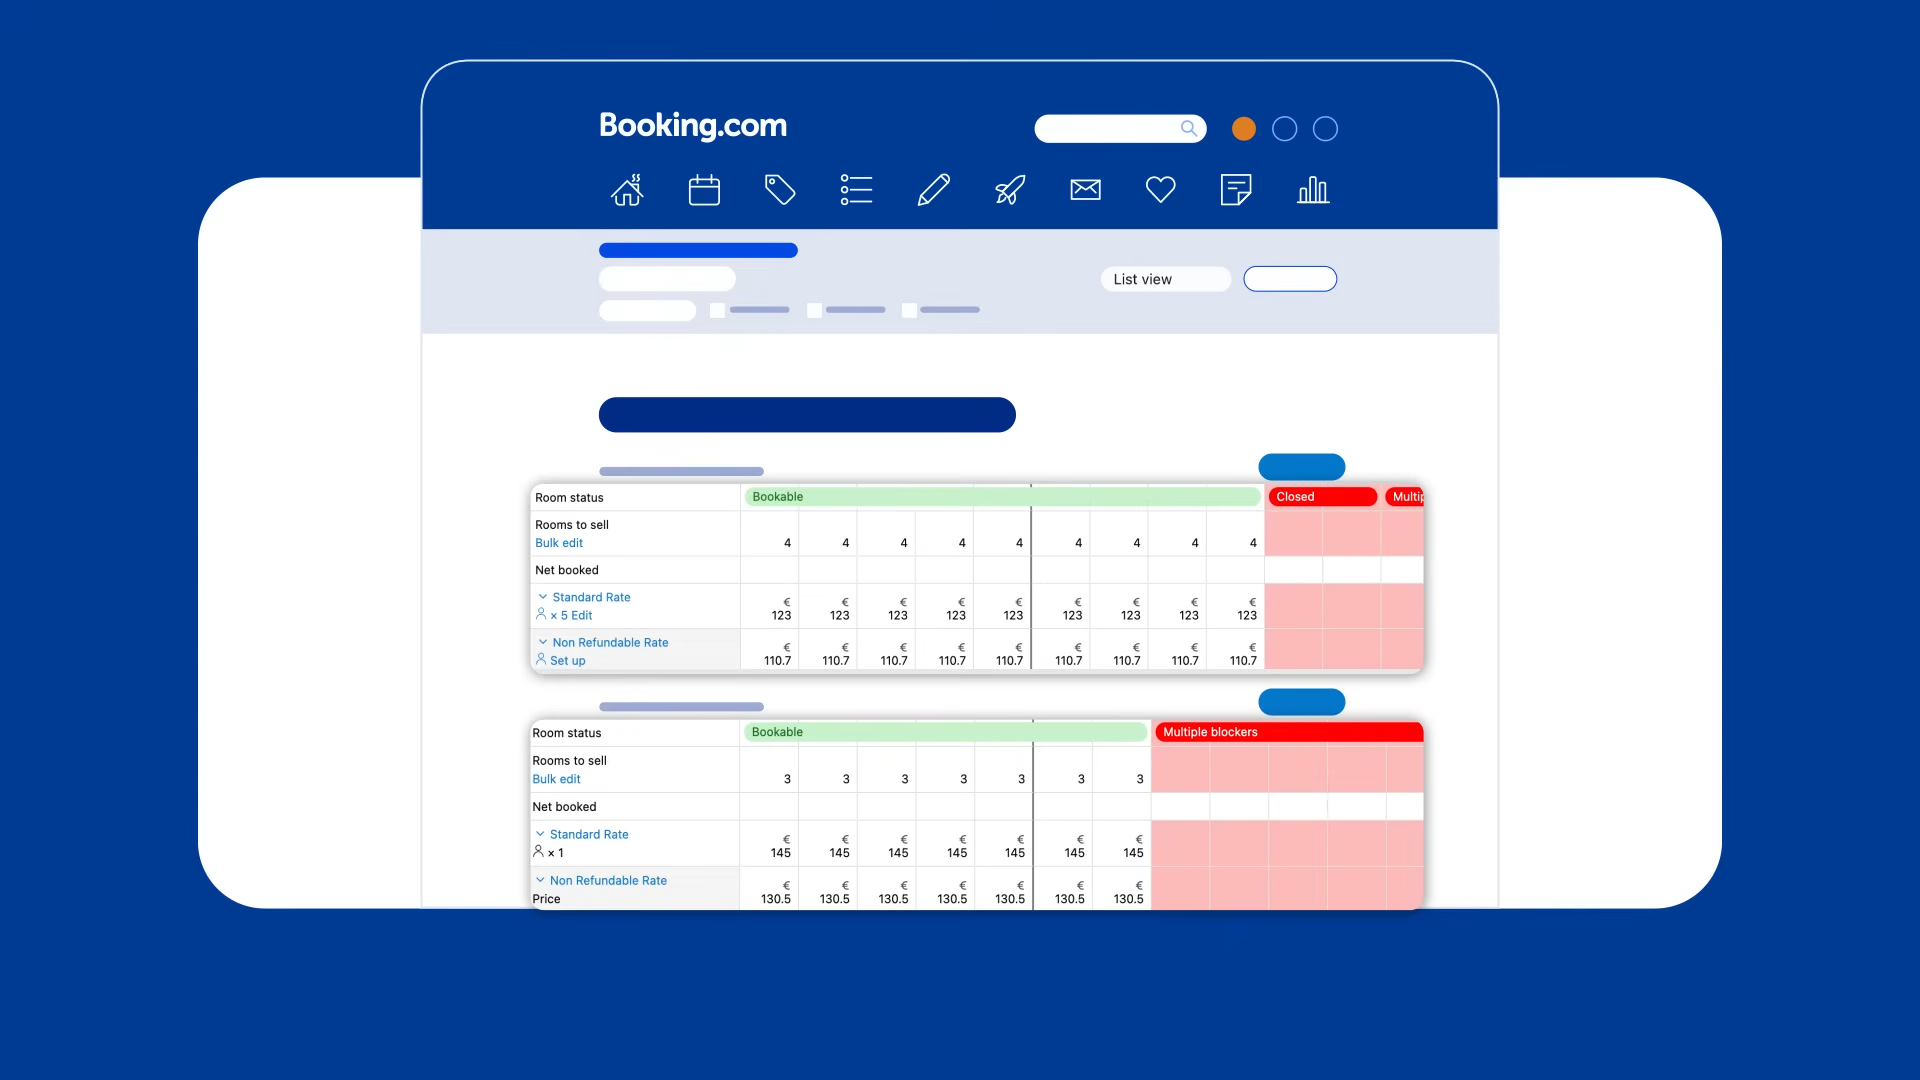 Booking.com
List view
Room status Bookable Closed Multip
Rooms to sell
Bulk edit 4 4 4 4 4 4 4 4 4
Net booked
Standard Rate € € € € € € € € €
× 5 Edit 123 123 123 123 123 123 123 123 123
Non Refundable Rate € € € € € € € € €
Set up 110.7 110.7 110.7 110.7 110.7 110.7 110.7 110.7 110.7
Room status Bookable Multiple blockers
Rooms to sell
Bulk edit 3 3 3 3 3 3 3
Net booked
Standard Rate € € € € € € €
× 1 145 145 145 145 145 145 145
Non Refundable Rate € € € € € € €
Price 130.5 130.5 130.5 130.5 130.5 130.5 130.5